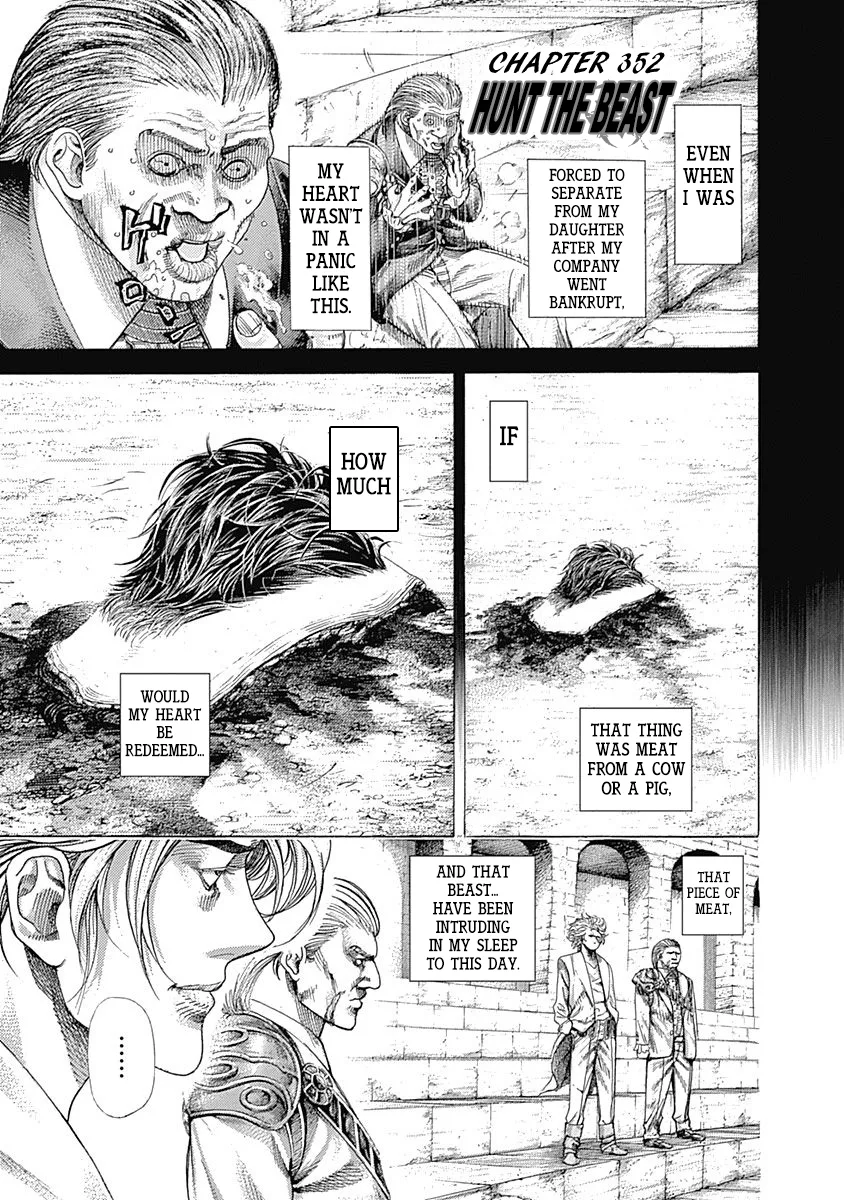 CHAPTER 352
HUNT THE BEAST
EVEN
WHEN
I WAS
FORCED TO
SEPARATE
FROM MY
DAUGHTER
AFTER MY
COMPANY
WENT
BANKRUPT,
MY
HEART
WASN'T
IN A
PANIC
LIKE
THIS.
ドド
IF
THAT THING
WAS MEAT
FROM A COW
OR A PIG,
HOW
MUCH
WOULD
MY HEART
BE
REDEEMED...
THAT
PIECE OF
MEAT,
AND THAT
BEAST...
HAVE BEEN
INTRUDING
IN MY SLEEP
TO THIS DAY.
......